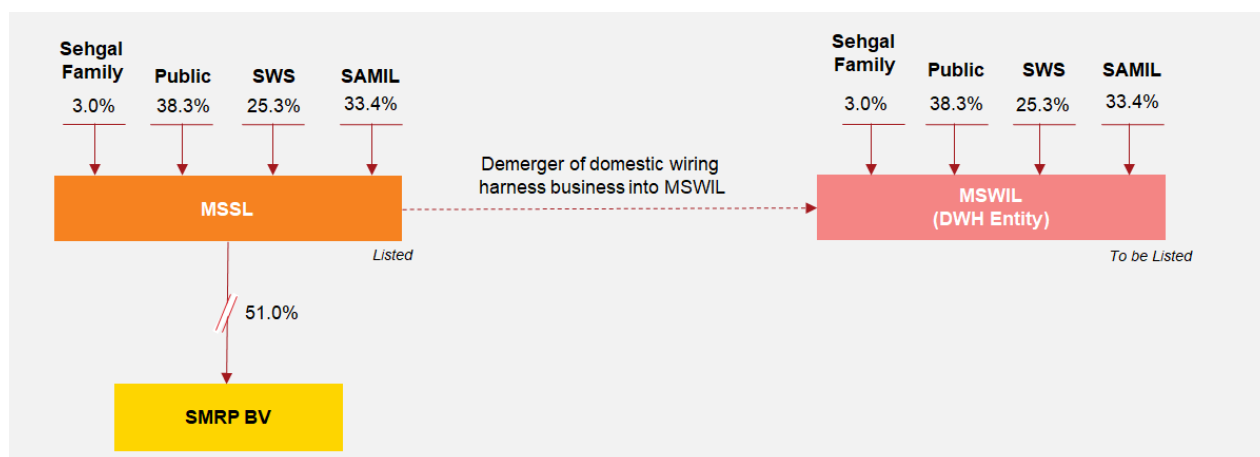 Sehgal
Family
Public
SWS
SAMIL
3.0%
38.3%
25.3%
33.4%
MSSL
Listed
51.0%
SMRP BV
Demerger of domestic wiring
harness business into MSWIL
Sehgal
Family
Public
SWS
SAMIL
3.0%
38.3%
25.3%
33.4%
MSWIL
(DWH Entity)
To be Listed